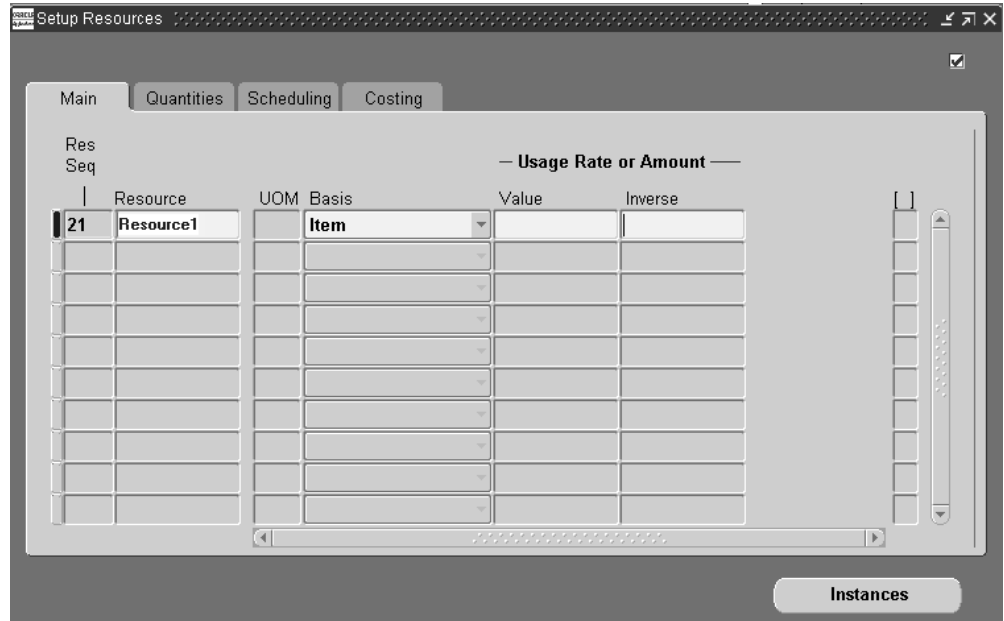 Setup Resources
Main Quantities Scheduling Costing
Res
Seq
Usage Rate or Amount
Resource UOM Basis Value Inverse [ ]
21 Resource1 Item
Instances